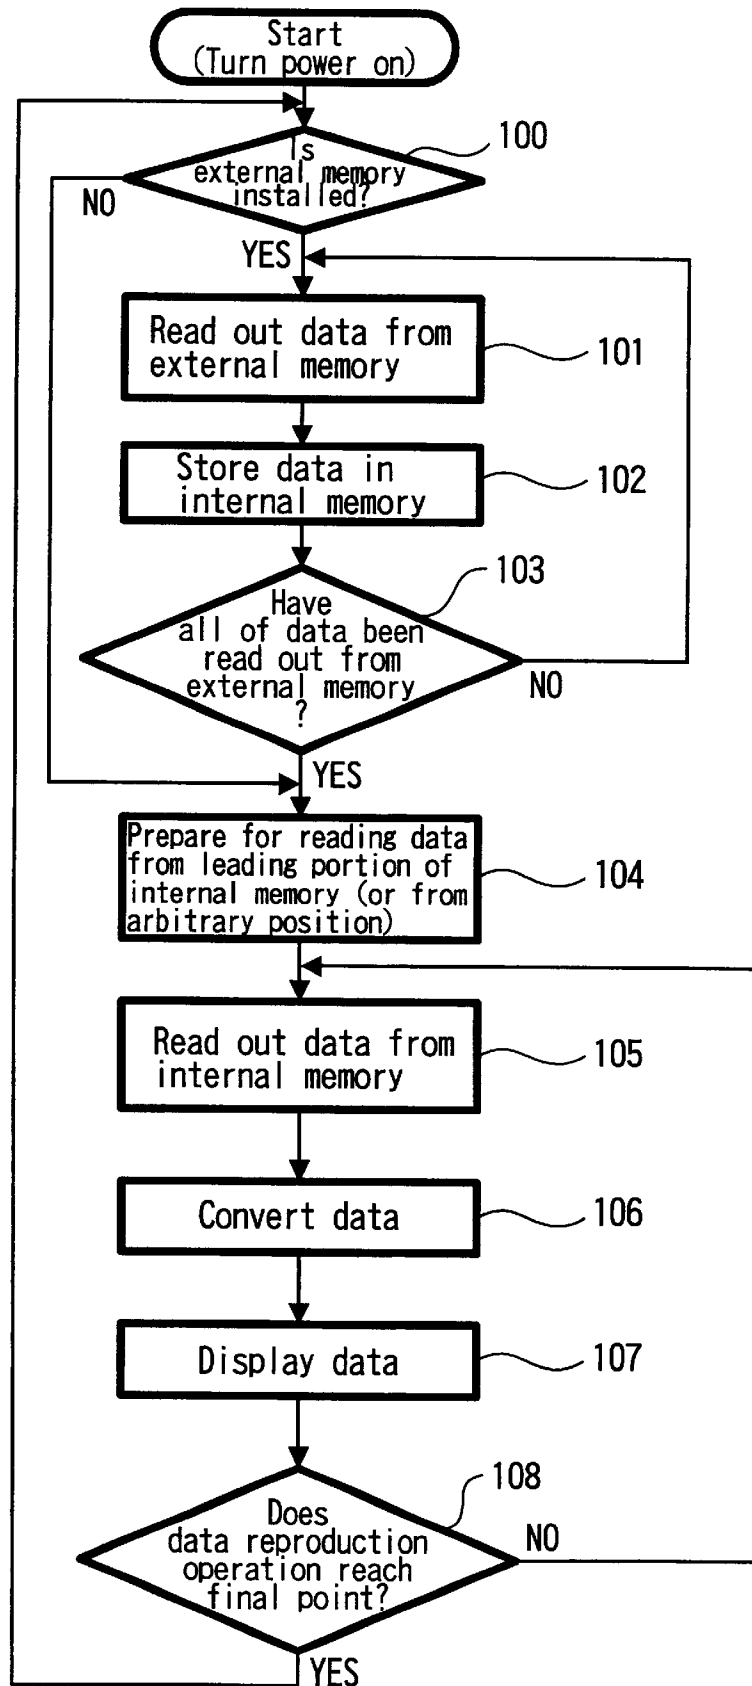 Start
(Turn power on)
100
Is
external memory
installed?
NO
YES
Read out data from
external memory
101
Store data in
internal memory
102
103
Have
all of data been
read out from
external memory
?
NO
YES
Prepare for reading data
from leading portion of
internal memory (or from
arbitrary position)
104
Read out data from
internal memory
105
Convert data
106
Display data
107
108
Does
data reproduction
operation reach
final point?
NO
YES